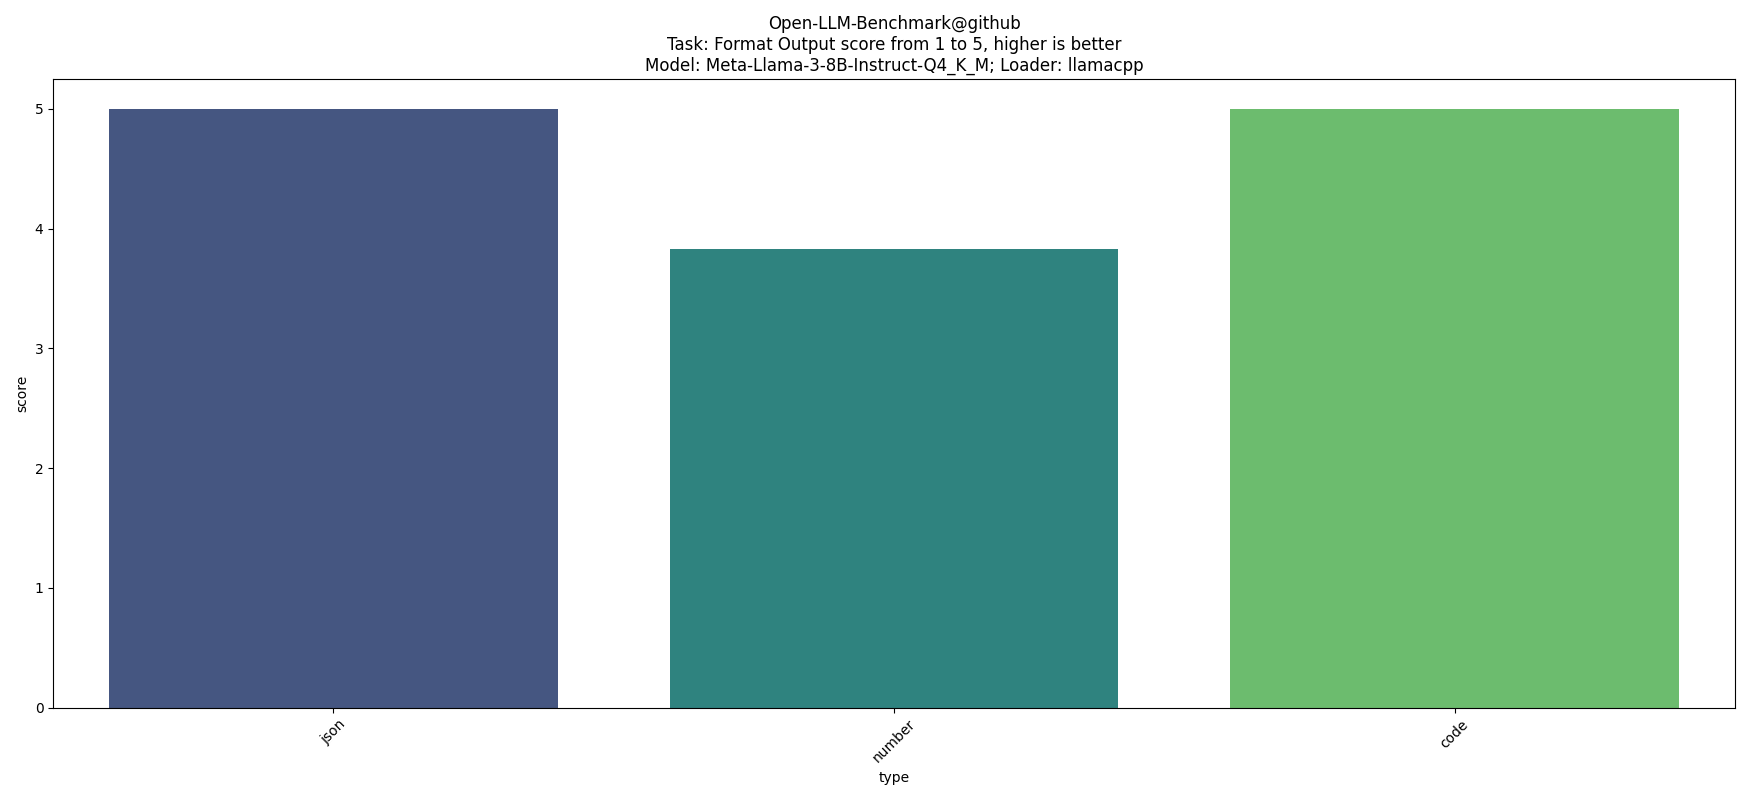 Open-LLM-Benchmark@github
Task: Format Output score from 1 to 5, higher is better
Model: Meta-Llama-3-8B-Instruct-Q4_K_M; Loader: llamacpp
5
4
3
2
1
0
score
json
number
code
type